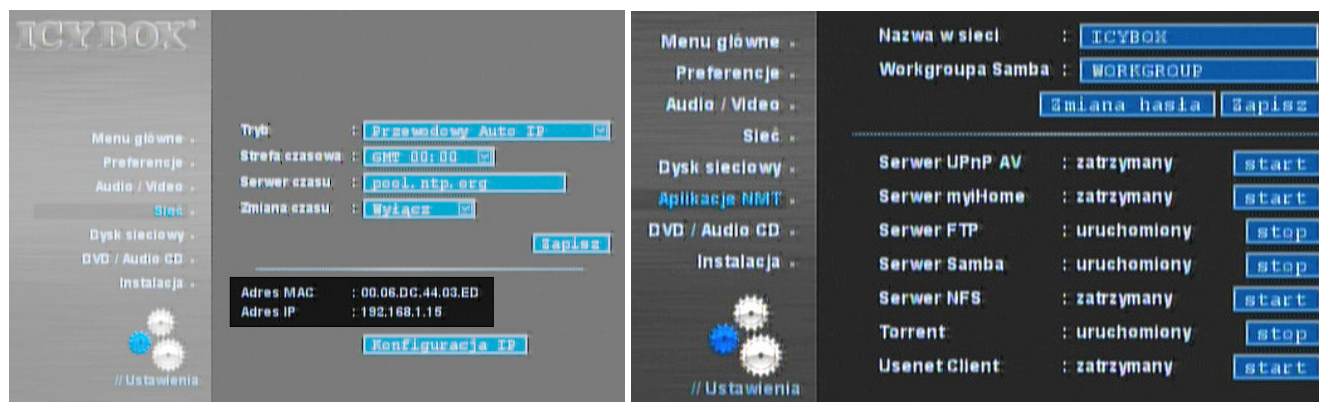 ICYBOX
Menu główne
Preferencje
Audio / Video
Sieć
Dysk sieciowy
DVD / Audio CD
Instalacja
// Ustawienia
Tryb : Przewodowy Auto IP
Strefa czasowa : GMT 00:00
Serwer czasu : pool.ntp.org
Zmiana czasu : Wyłącz
Zapisz
Adres MAC : 00.06.DC.44.03.ED
Adres IP : 192.168.1.15
Konfiguracja IP
Menu główne
Preferencje
Audio / Video
Sieć
Dysk sieciowy
Aplikacje NMT
DVD / Audio CD
Instalacja
// Ustawienia
Nazwa w sieci : ICYBOX
Workgroupa Samba : WORKGROUP
Zmiana hasła Zapisz
Serwer UPnP AV : zatrzymany start
Serwer myiHome : zatrzymany start
Serwer FTP : uruchomiony stop
Serwer Samba : uruchomiony stop
Serwer NFS : zatrzymany start
Torrent : uruchomiony stop
Usenet Client : zatrzymany start